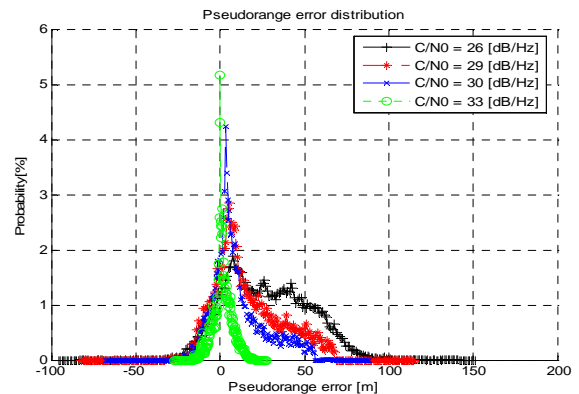 Pseudorange error distribution
C/N0 = 26 [dB/Hz]
C/N0 = 29 [dB/Hz]
C/N0 = 30 [dB/Hz]
C/N0 = 33 [dB/Hz]
Probability[%]
6
5
4
3
2
1
0
-100 -50 0 50 100 150 200
Pseudorange error [m]